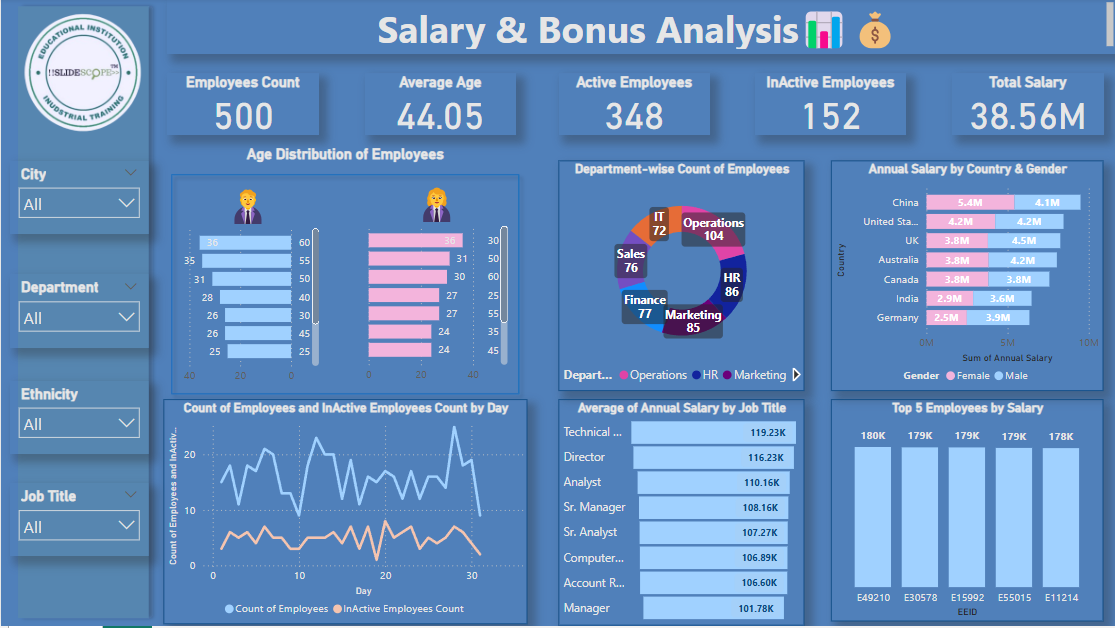 Salary & Bonus Analysis
EDUCATIONAL INSTITUTION
!!SLIDESCOPE>> TM
INUDSTRIAL TRAINING
Employees Count
500
Average Age
44.05
Active Employees
348
InActive Employees
152
Total Salary
38.56M
City
All
Department
All
Ethnicity
All
Job Title
All
Age Distribution of Employees
36 60
35 55
31 50
28 40
26 30
26 45
25 25
40 20 0
36 30
31 50
30 60
27 25
27 55
24 35
24 45
0 20 40
Department-wise Count of Employees
IT
72
Operations
104
Sales
76
HR
86
Finance
77
Marketing
85
Depart... Operations HR Marketing
Annual Salary by Country & Gender
Country
China 5.4M 4.1M
United Sta... 4.2M 4.2M
UK 3.8M 4.5M
Australia 3.8M 4.2M
Canada 3.8M 3.8M
India 2.9M 3.6M
Germany 2.5M 3.9M
0M 5M 10M
Sum of Annual Salary
Gender Female Male
Count of Employees and InActive Employees Count by Day
Count of Employees and InActiv...
20
10
0
0 10 20 30
Day
Count of Employees InActive Employees Count
Average of Annual Salary by Job Title
Technical ... 119.23K
Director 116.23K
Analyst 110.16K
Sr. Manager 108.16K
Sr. Analyst 107.27K
Computer... 106.89K
Account R... 106.60K
Manager 101.78K
Top 5 Employees by Salary
180K 179K 179K 179K 178K
E49210 E30578 E15992 E55015 E11214
EEID